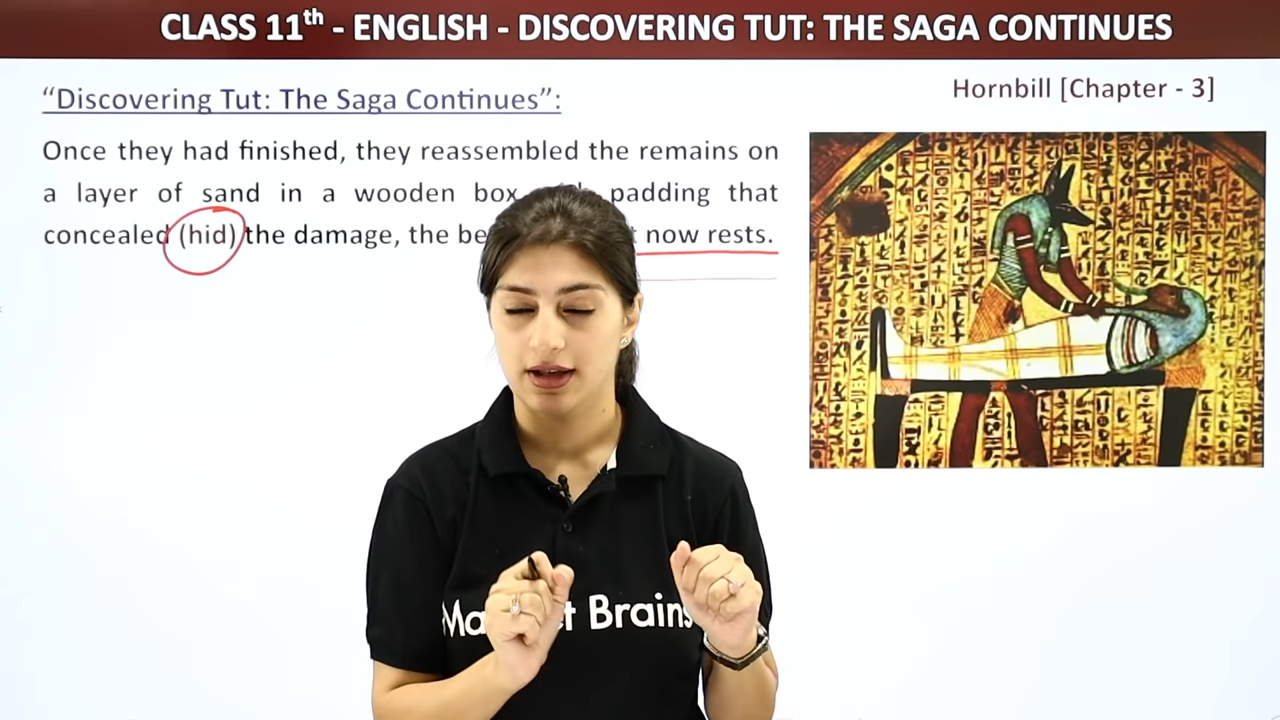 CLASS 11th - ENGLISH - DISCOVERING TUT: THE SAGA CONTINUES
"Discovering Tut: The Saga Continues":
Hornbill [Chapter - 3]
Once they had finished, they reassembled the remains on
a layer of sand in a wooden box padding that
concealed (hid) the damage, the now rests.
Brains